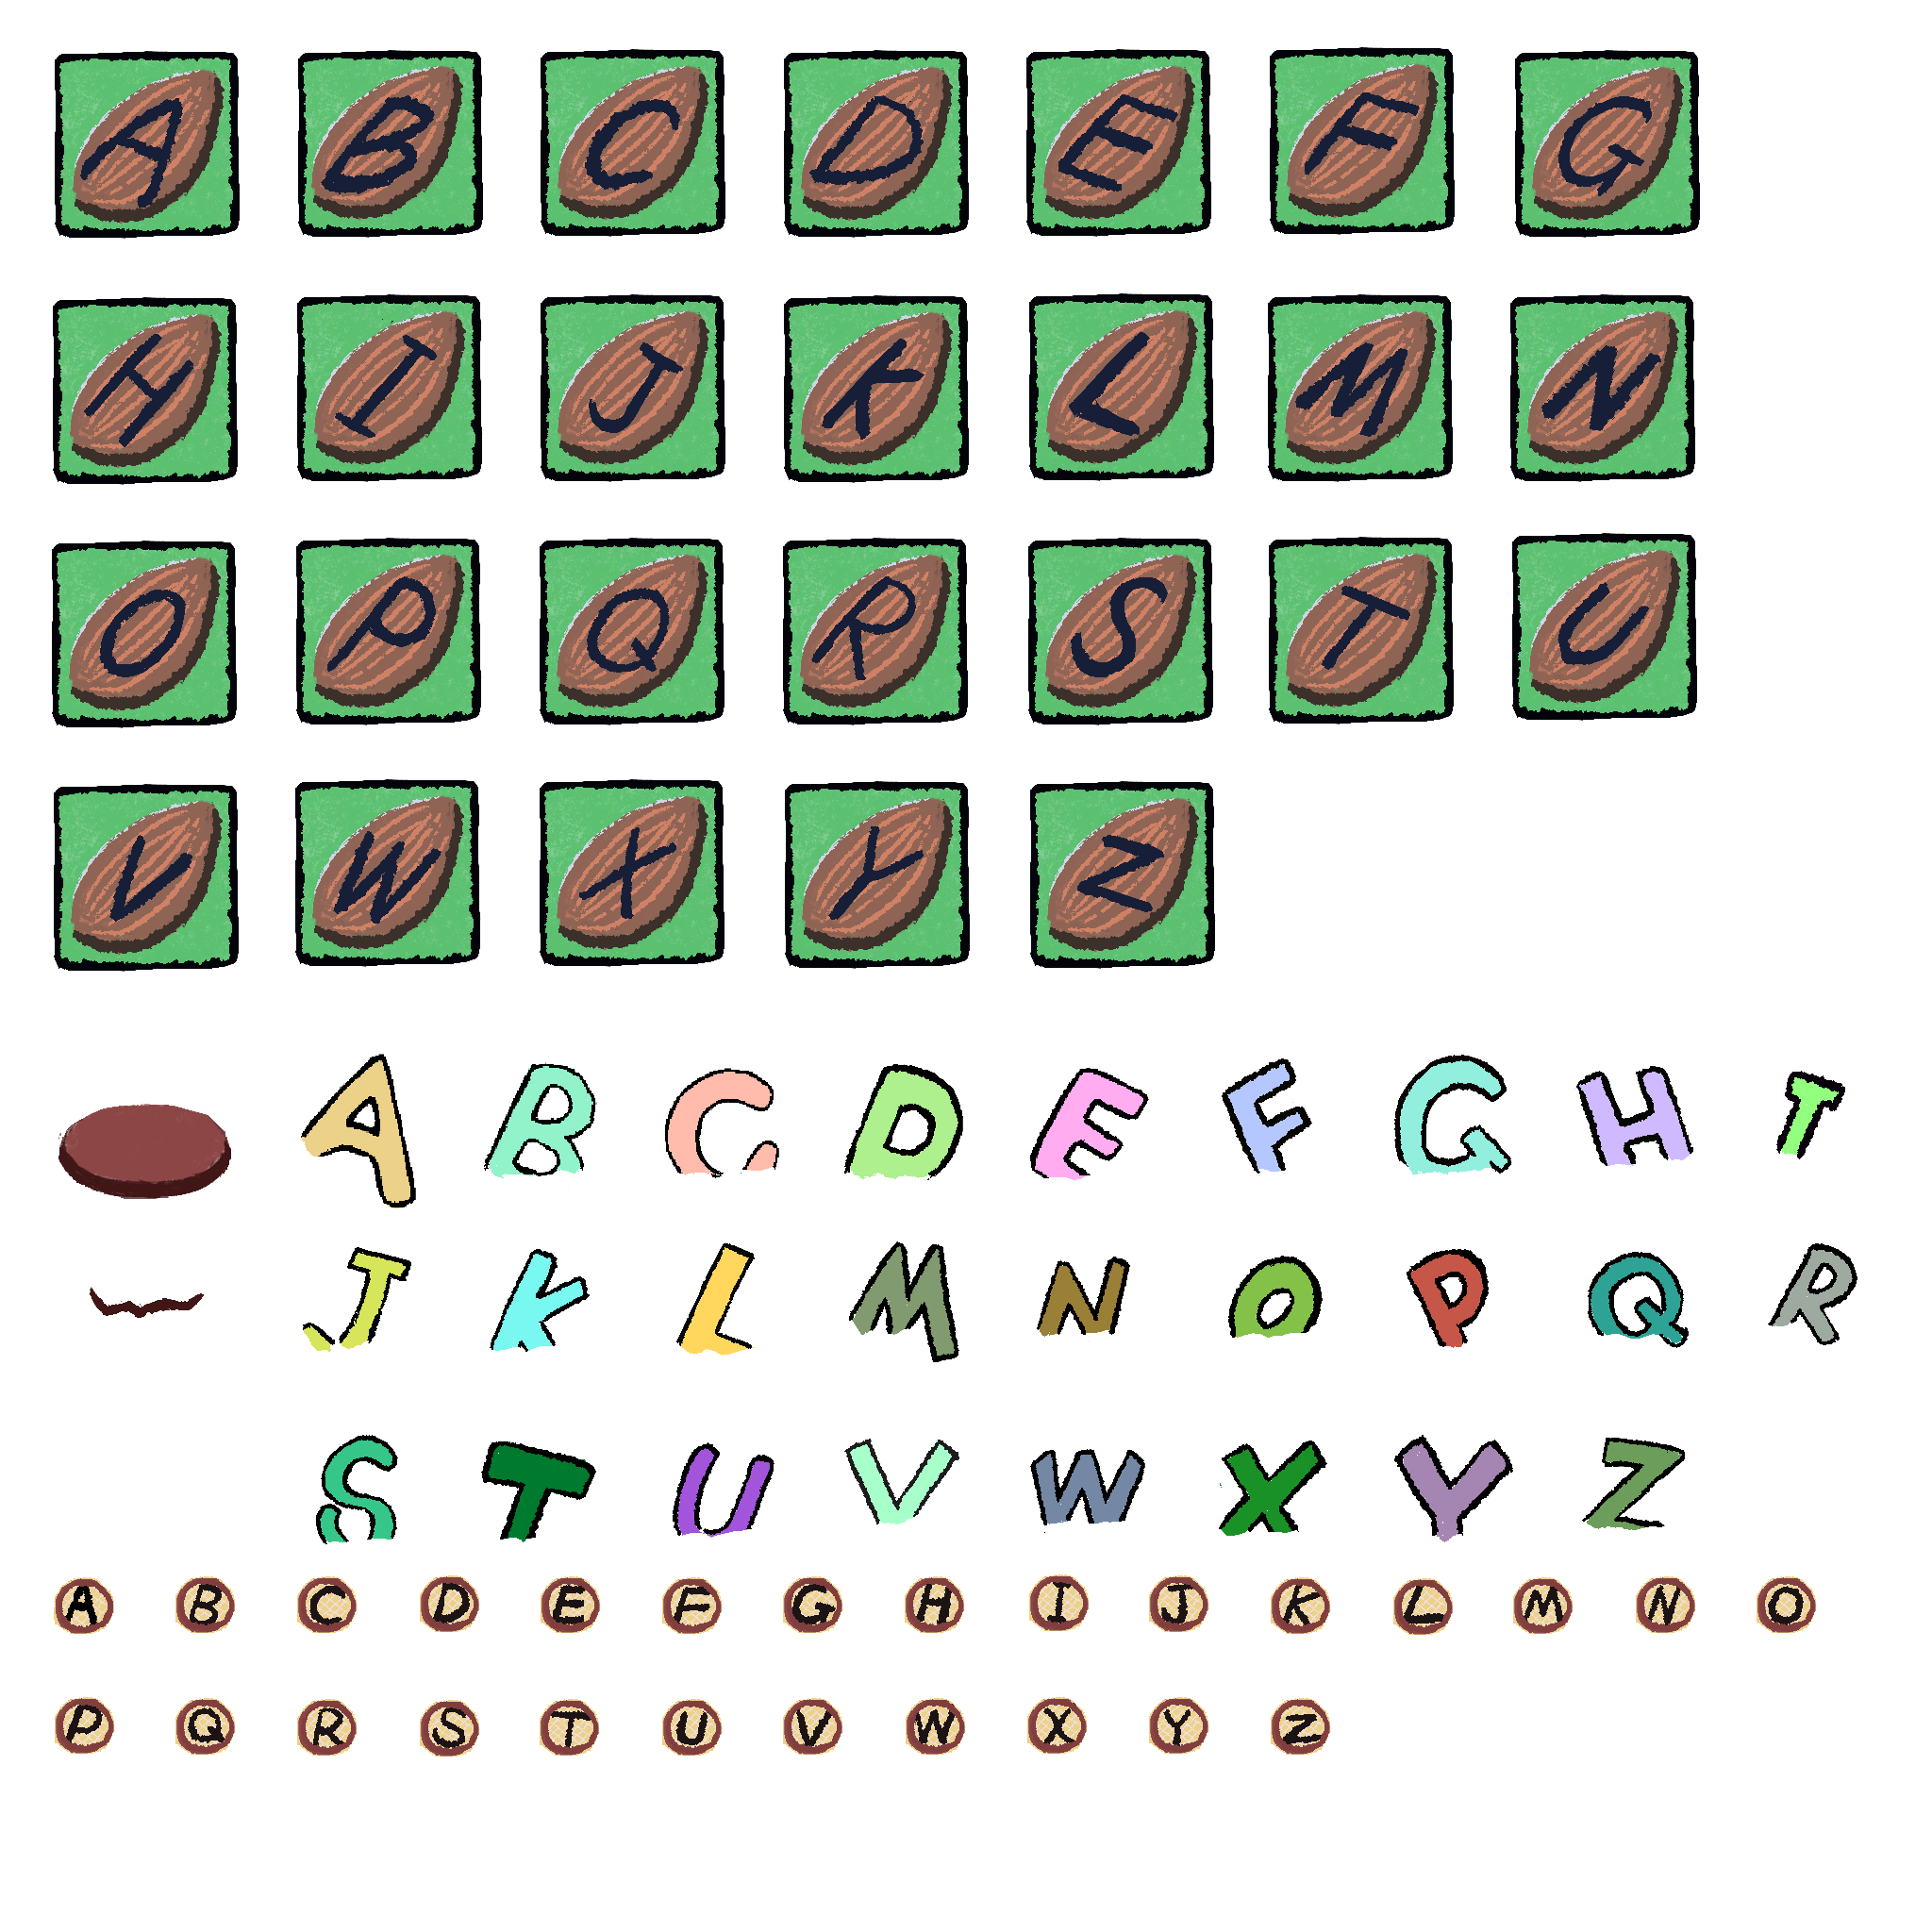 A B C D E F G
H I J K L M N
O P Q R S T U
V W X Y Z
A B C D E F G H I
J K L M N O P Q R
S T U V W X Y Z
A B C D E F G H I J K L M N O
P Q R S T U V W X Y Z